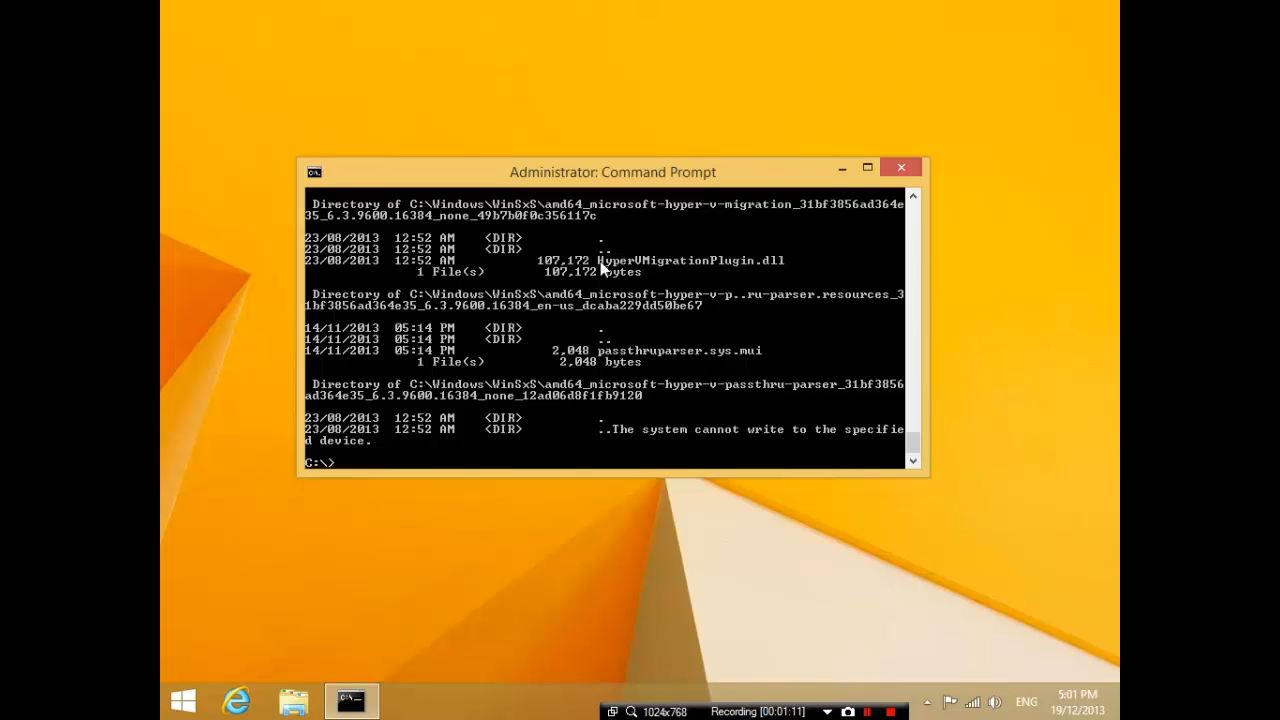 Administrator: Command Prompt
Directory of C:\Windows\WinSxS\amd64_microsoft-hyper-v-migration_31bf3856ad364e
35_6.3.9600.16384_none_49b7b0f0c356117c
23/08/2013 12:52 AM <DIR> .
23/08/2013 12:52 AM <DIR> ..
23/08/2013 12:52 AM 107,172 HyperVMigrationPlugin.dll
1 File(s) 107,172 bytes
Directory of C:\Windows\WinSxS\amd64_microsoft-hyper-v-p..ru-parser.resources_3
1bf3856ad364e35_6.3.9600.16384_en-us_dcaba229dd50be67
14/11/2013 05:14 PM <DIR> .
14/11/2013 05:14 PM <DIR> ..
14/11/2013 05:14 PM 2,048 passthruparser.sys.mui
1 File(s) 2,048 bytes
Directory of C:\Windows\WinSxS\amd64_microsoft-hyper-v-passthru-parser_31bf3856
ad364e35_6.3.9600.16384_none_12ad06d8f1fb9120
23/08/2013 12:52 AM <DIR> .
23/08/2013 12:52 AM <DIR> ..The system cannot write to the specifie
d device.
C:\>
ENG
5:01 PM
19/12/2013
1024x768 Recording [00:01:11]